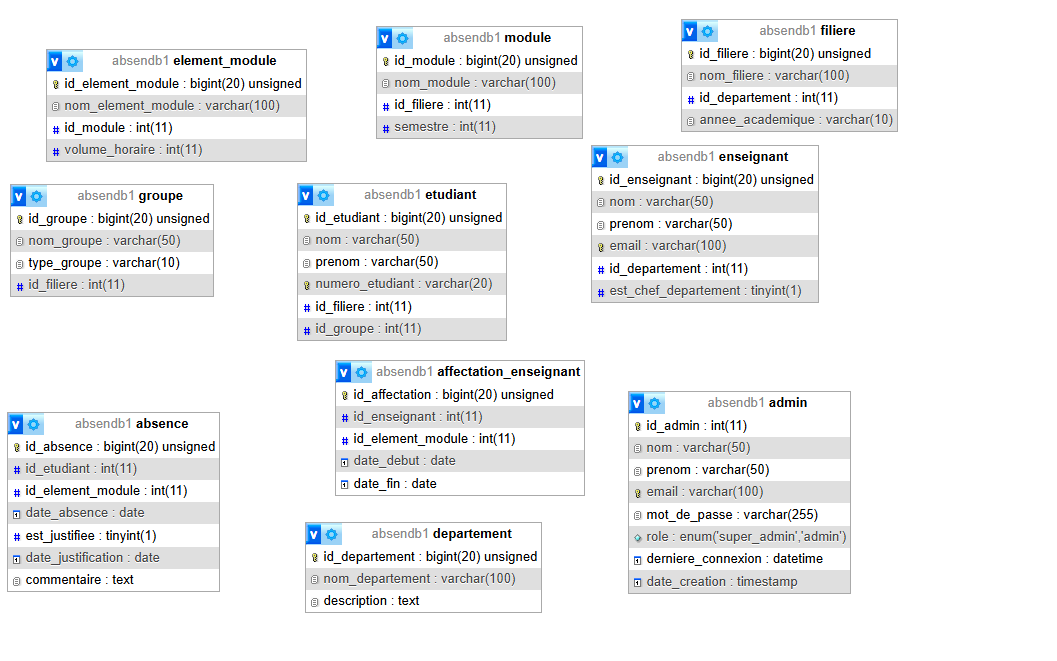 absendb1 element_module
id_element_module : bigint(20) unsigned
nom_element_module : varchar(100)
id_module : int(11)
volume_horaire : int(11)
absendb1 module
id_module : bigint(20) unsigned
nom_module : varchar(100)
id_filiere : int(11)
semestre : int(11)
absendb1 filiere
id_filiere : bigint(20) unsigned
nom_filiere : varchar(100)
id_departement : int(11)
annee_academique : varchar(10)
absendb1 groupe
id_groupe : bigint(20) unsigned
nom_groupe : varchar(50)
type_groupe : varchar(10)
id_filiere : int(11)
absendb1 etudiant
id_etudiant : bigint(20) unsigned
nom : varchar(50)
prenom : varchar(50)
numero_etudiant : varchar(20)
id_filiere : int(11)
id_groupe : int(11)
absendb1 enseignant
id_enseignant : bigint(20) unsigned
nom : varchar(50)
prenom : varchar(50)
email : varchar(100)
id_departement : int(11)
est_chef_departement : tinyint(1)
absendb1 absence
id_absence : bigint(20) unsigned
id_etudiant : int(11)
id_element_module : int(11)
date_absence : date
est_justifiee : tinyint(1)
date_justification : date
commentaire : text
absendb1 affectation_enseignant
id_affectation : bigint(20) unsigned
id_enseignant : int(11)
id_element_module : int(11)
date_debut : date
date_fin : date
absendb1 admin
id_admin : int(11)
nom : varchar(50)
prenom : varchar(50)
email : varchar(100)
mot_de_passe : varchar(255)
role : enum('super_admin','admin')
derniere_connexion : datetime
date_creation : timestamp
absendb1 departement
id_departement : bigint(20) unsigned
nom_departement : varchar(100)
description : text